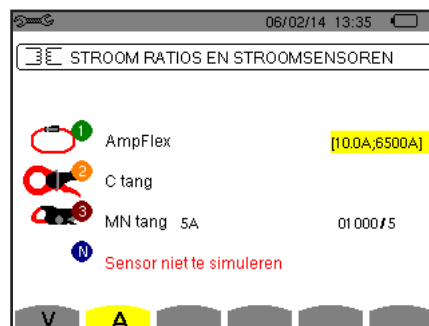 06/02/14 13:35
STROOM RATIOS EN STROOMSENSOREN
1 AmpFlex [10.0A;6500A]
2 C tang
3 MN tang 5A 01000/5
N Sensor niet te simuleren
V A